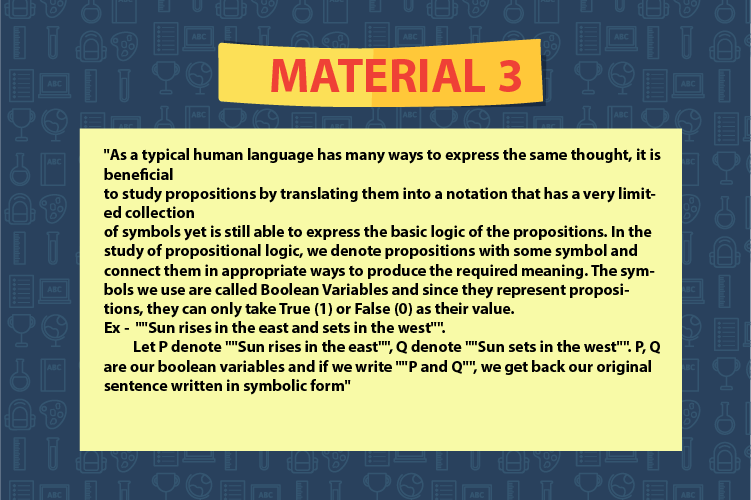 MATERIAL 3
"As a typical human language has many ways to express the same thought, it is
beneficial
to study propositions by translating them into a notation that has a very limit-
ed collection
of symbols yet is still able to express the basic logic of the propositions. In the
study of propositional logic, we denote propositions with some symbol and
connect them in appropriate ways to produce the required meaning. The sym-
bols we use are called Boolean Variables and since they represent proposi-
tions, they can only take True (1) or False (0) as their value.
Ex - ""Sun rises in the east and sets in the west"".
Let P denote ""Sun rises in the east"", Q denote ""Sun sets in the west"". P, Q
are our boolean variables and if we write ""P and Q"", we get back our original
sentence written in symbolic form"